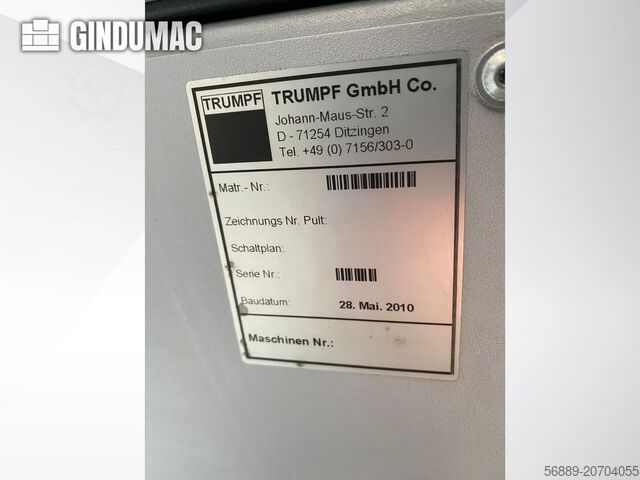 GINDUMAC
TRUMPF
TRUMPF GmbH Co.
Johann-Maus-Str. 2
D - 71254 Ditzingen
Tel. +49 (0) 7156/303-0
Matr.- Nr.:
Zeichnungs Nr. Pult:
Schaltplan:
Serie Nr.:
Baudatum: 28. Mai. 2010
Maschinen Nr.:
56889-20704055